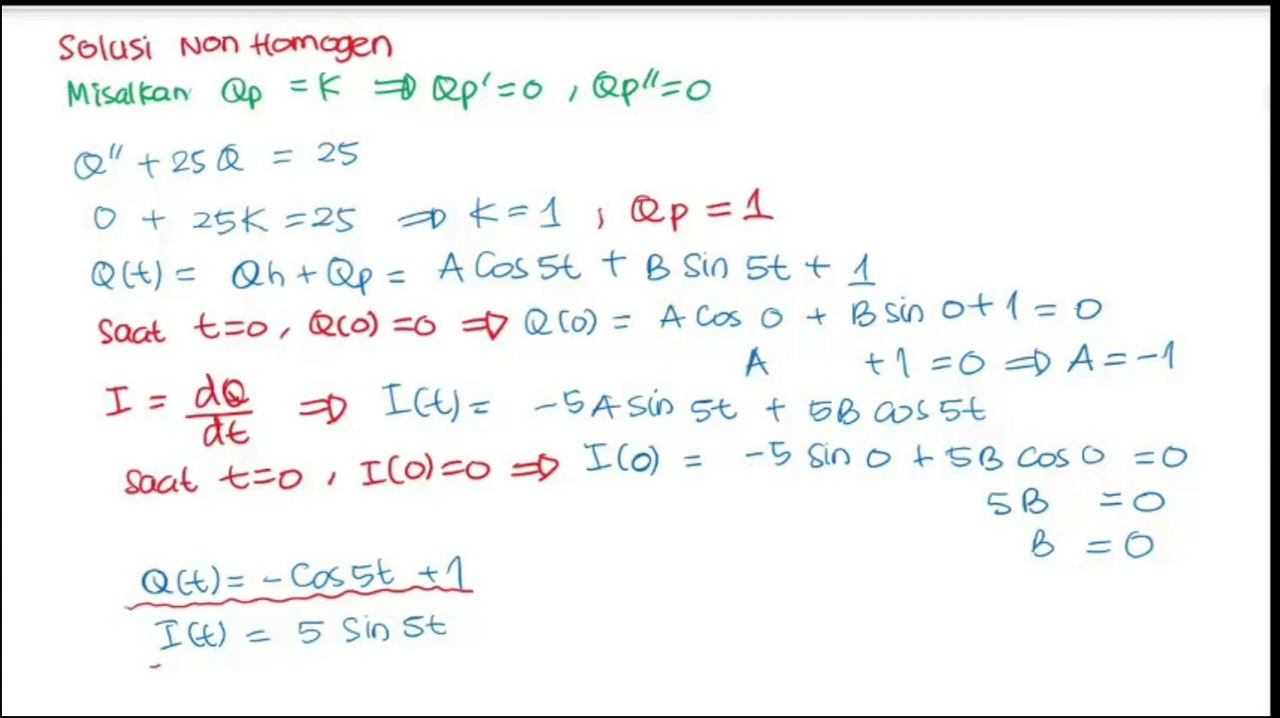 Solusi Non Homogen
Misalkan Qp = K ⇒ Qp' = 0 , Qp'' = 0
Q'' + 25Q = 25
0 + 25K = 25 ⇒ K = 1 , Qp = 1
Q(t) = Qh + Qp = A Cos 5t + B Sin 5t + 1
Saat t=0, Q(0) = 0 ⇒ Q(0) = A Cos 0 + B sin 0 + 1 = 0
A + 1 = 0 ⇒ A = -1
I = dQ/dt ⇒ I(t) = -5A sin 5t + 5B cos 5t
Saat t=0 , I(0) = 0 ⇒ I(0) = -5 Sin 0 + 5B cos 0 = 0
5B = 0
B = 0
Q(t) = - Cos 5t + 1
I(t) = 5 Sin 5t